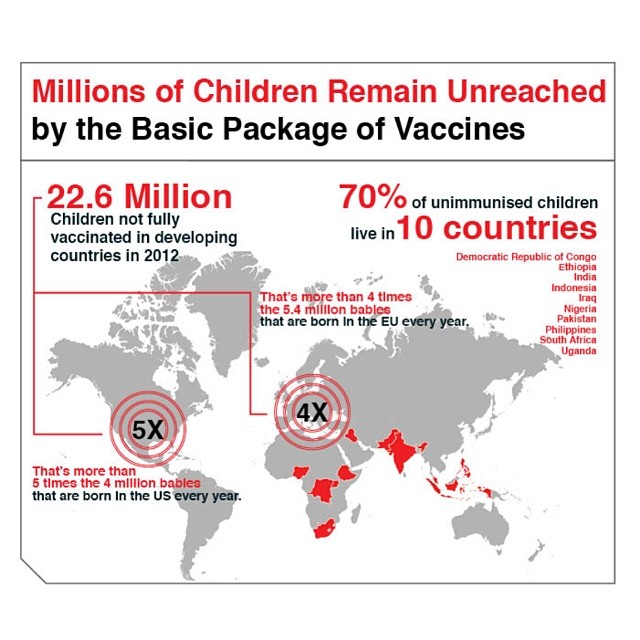 Millions of Children Remain Unreached
by the Basic Package of Vaccines
22.6 Million
Children not fully
vaccinated in developing
countries in 2012
70% of unimmunised children
live in 10 countries
Democratic Republic of Congo
Ethiopia
India
Indonesia
Iraq
Nigeria
Pakistan
Philippines
South Africa
Uganda
That's more than 4 times
the 5.4 million babies
that are born in the EU every year.
4X
5X
That's more than
5 times the 4 million babies
that are born in the US every year.